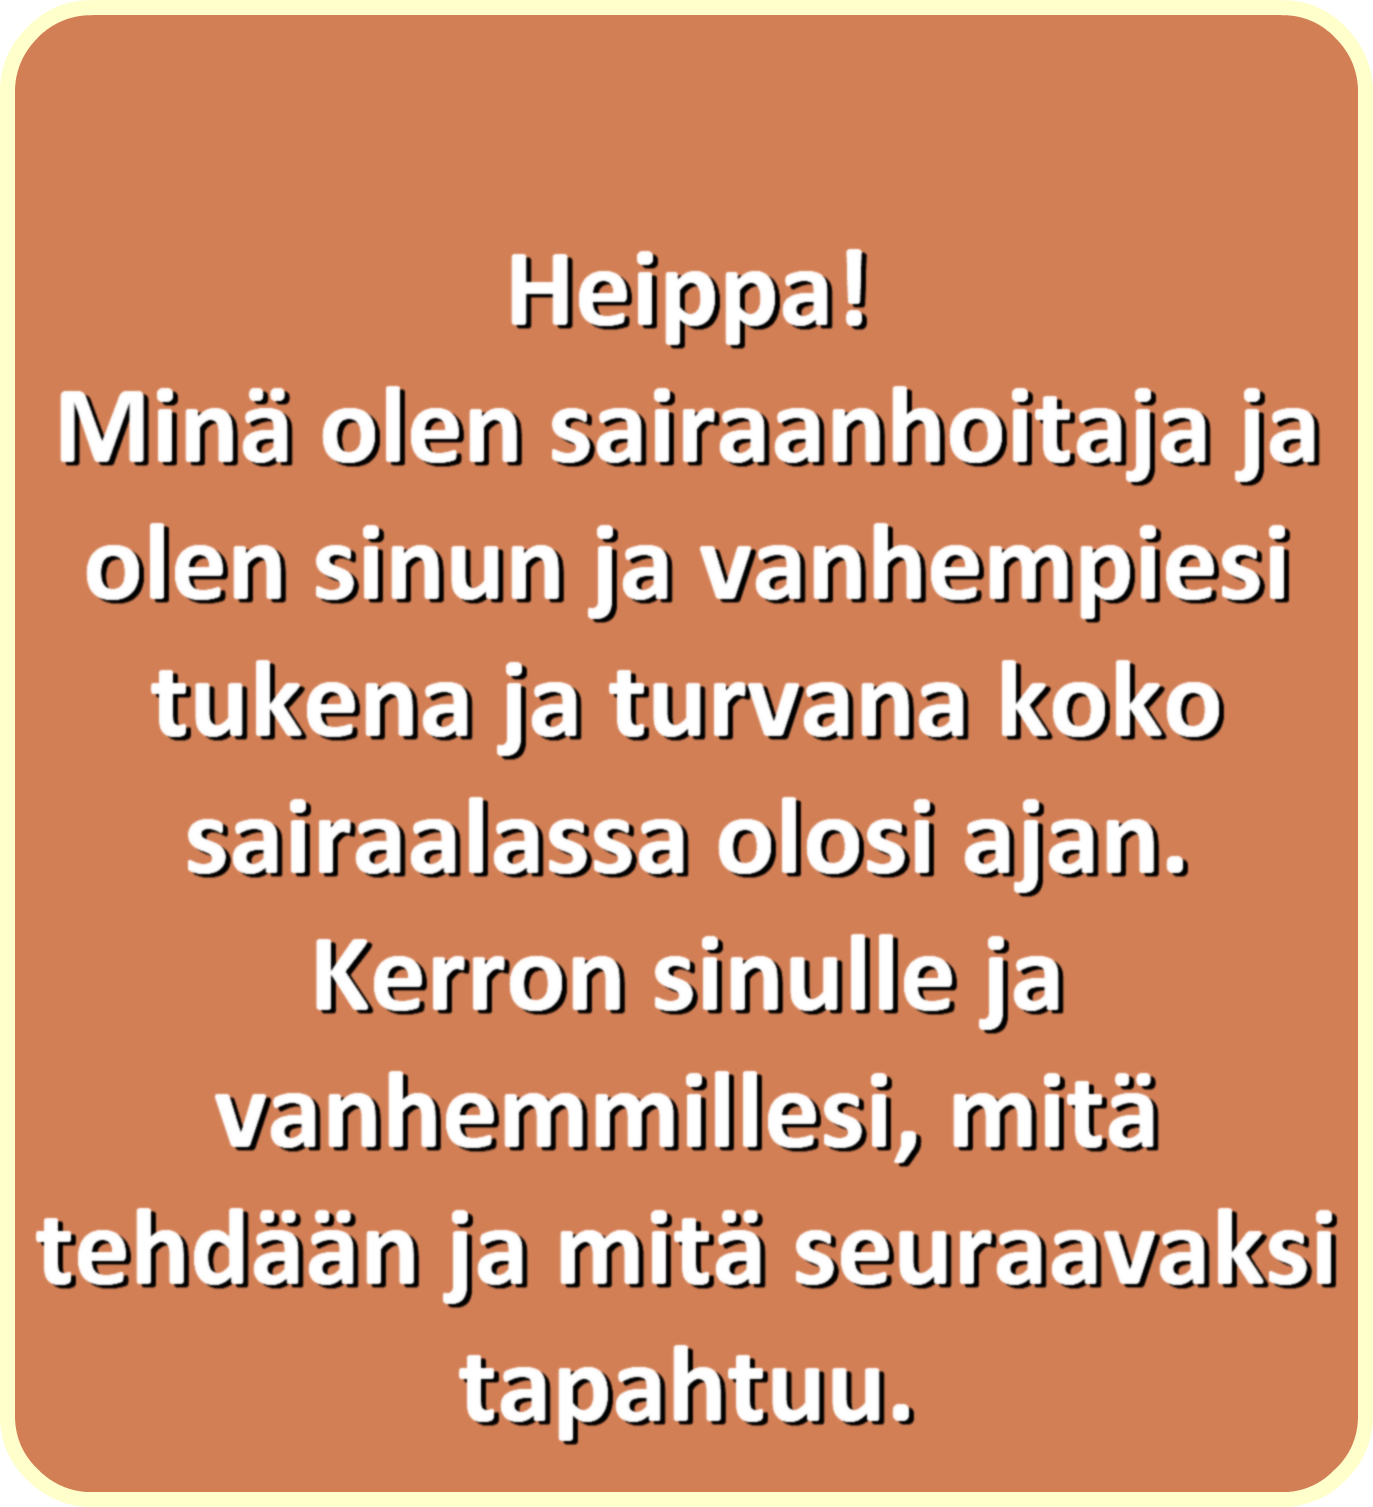 Heippa!
Minä olen sairaanhoitaja ja
olen sinun ja vanhempiesi
tukena ja turvana koko
sairaalassa olosi ajan.
Kerron sinulle ja
vanhemmillesi, mitä
tehdään ja mitä seuraavaksi
tapahtuu.